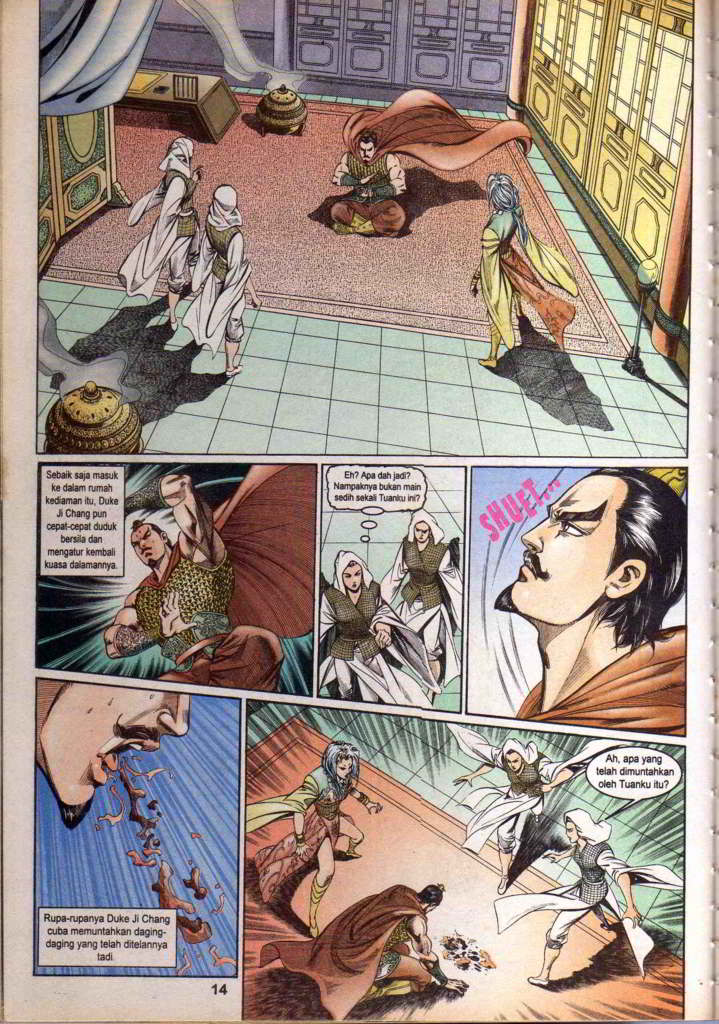 Sebaik saja masuk
ke dalam rumah
kediaman itu, Duke
Ji Chang pun
cepat-cepat duduk
bersila dan
mengatur kembali
kuasa dalamannya.
Eh? Apa dah jadi?
Nampaknya bukan main
sedih sekali Tuanku ini?
SHUET...
Rupa-rupanya Duke Ji Chang
cuba memuntahkan daging-
daging yang telah ditelannya
tadi.
Ah, apa yang
telah dimuntahkan
oleh Tuanku itu?
14